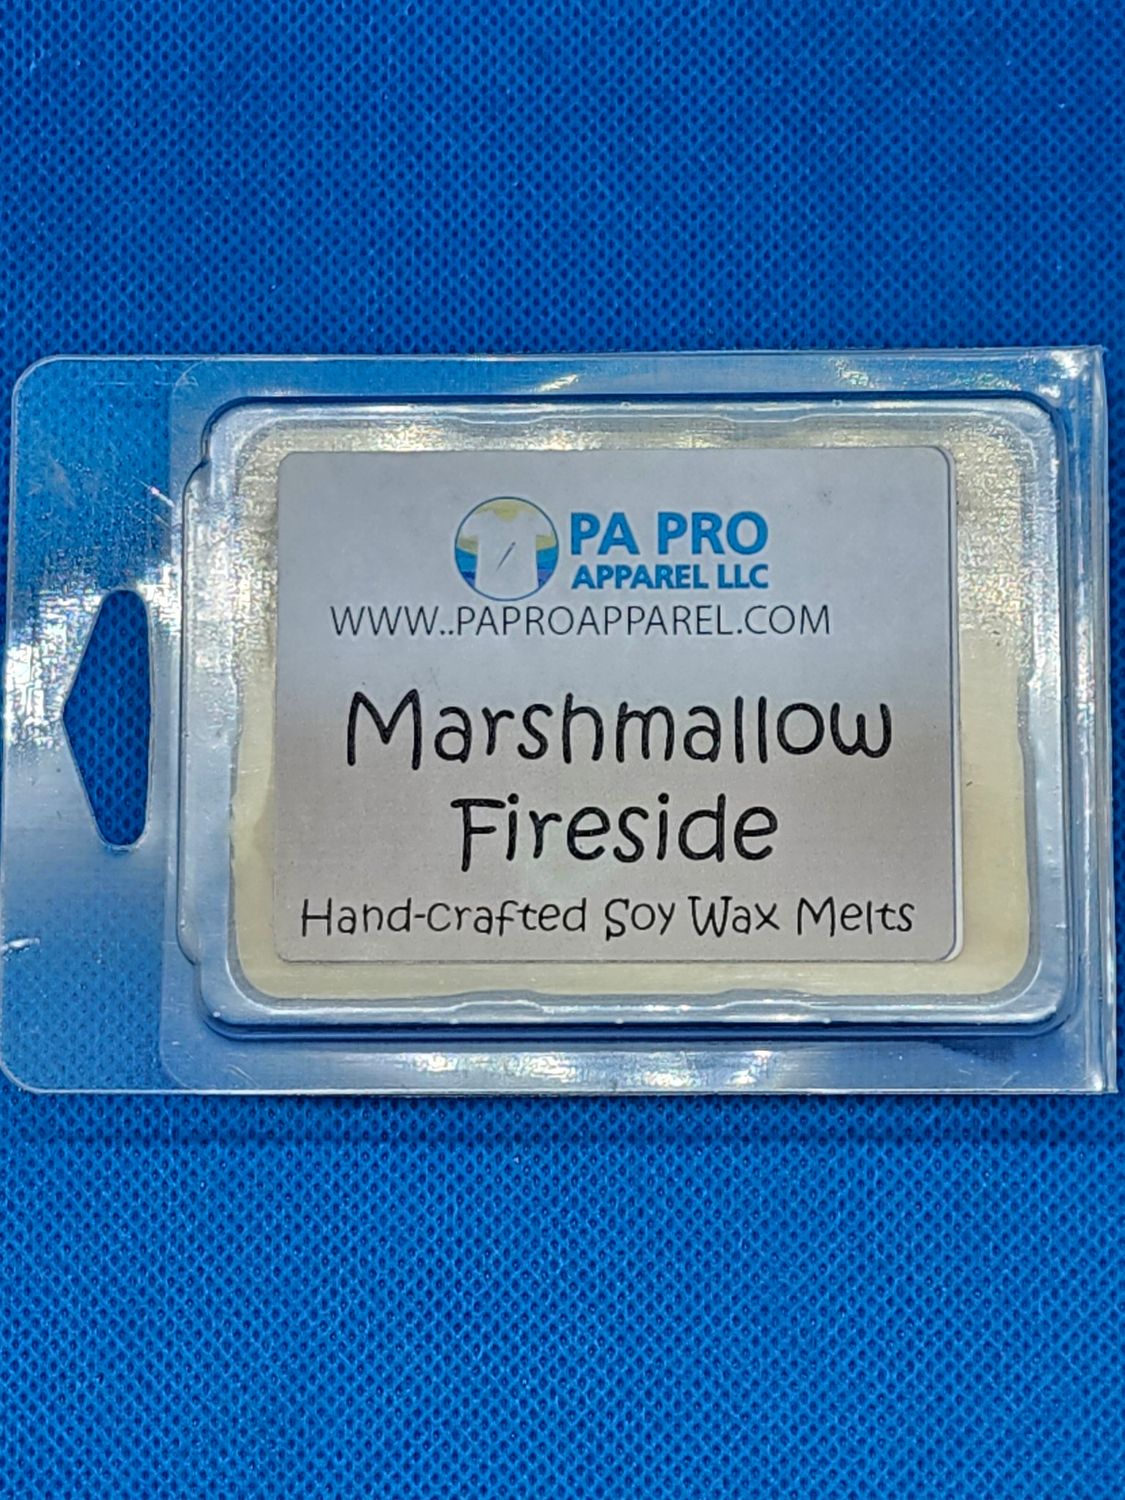 PA PRO
APPAREL LLC
WWW..PAPROAPPAREL.COM
Marshmallow
Fireside
Hand-crafted Soy Wax Melts